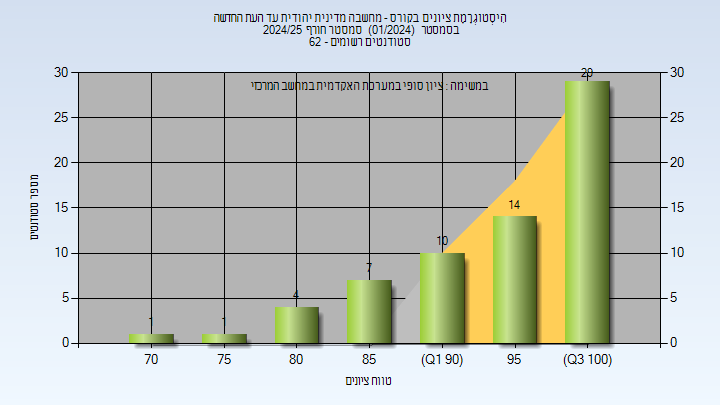 היסטוגרמת ציונים בקורס - מחשבה מדינית יהודית עד העת החדשה
בסמסטר (01/2024) סמסטר חורף 2024/25
סטודנטים רשומים - 62
במשימה : ציון סופי במערכת האקדמית במחשב המרכזי
מספר סטודנטים
30 30
25 25
20 20
15 15
10 10
5 5
0 0
1 1 4 7 10 14 29
70 75 80 85 (Q1 90) 95 (Q3 100)
טווח ציונים